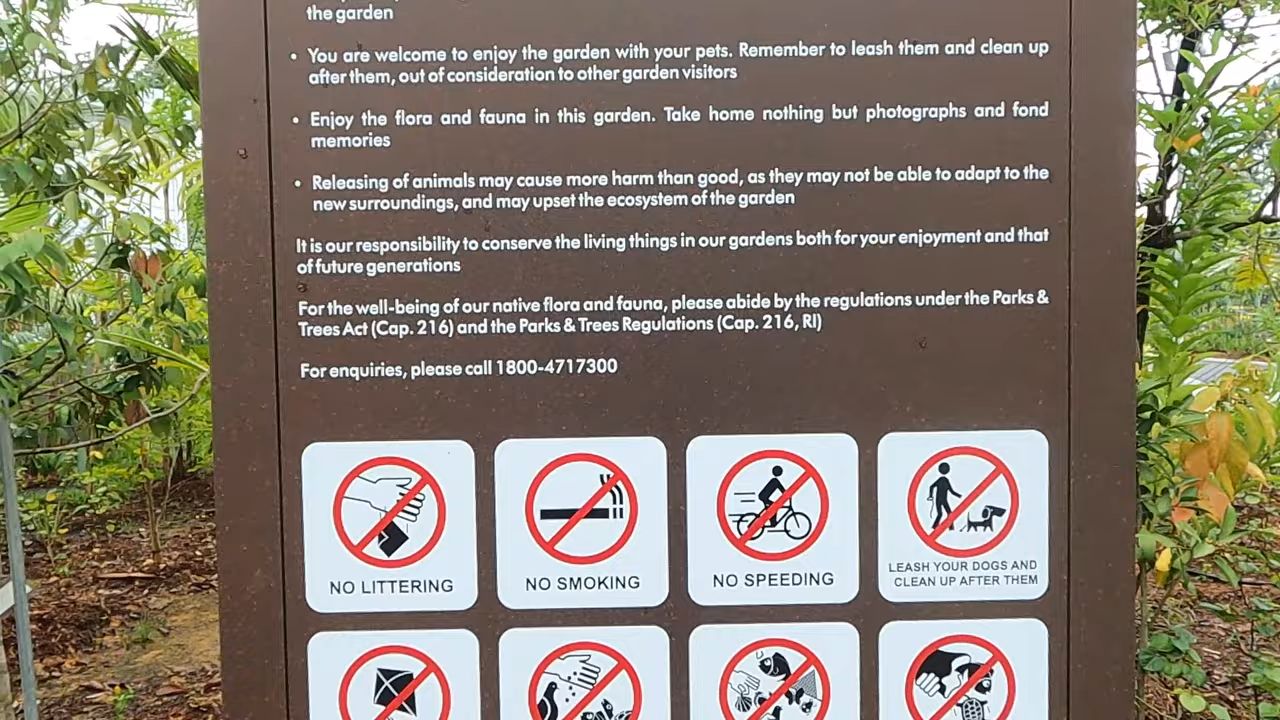 the garden
• You are welcome to enjoy the garden with your pets. Remember to leash them and clean up
after them, out of consideration to other garden visitors
• Enjoy the flora and fauna in this garden. Take home nothing but photographs and fond
memories
• Releasing of animals may cause more harm than good, as they may not be able to adapt to the
new surroundings, and may upset the ecosystem of the garden
It is our responsibility to conserve the living things in our gardens both for your enjoyment and that
of future generations
For the well-being of our native flora and fauna, please abide by the regulations under the Parks &
Trees Act (Cap. 216) and the Parks & Trees Regulations (Cap. 216, RI)
For enquiries, please call 1800-4717300
NO LITTERING
NO SMOKING
NO SPEEDING
LEASH YOUR DOGS AND
CLEAN UP AFTER THEM